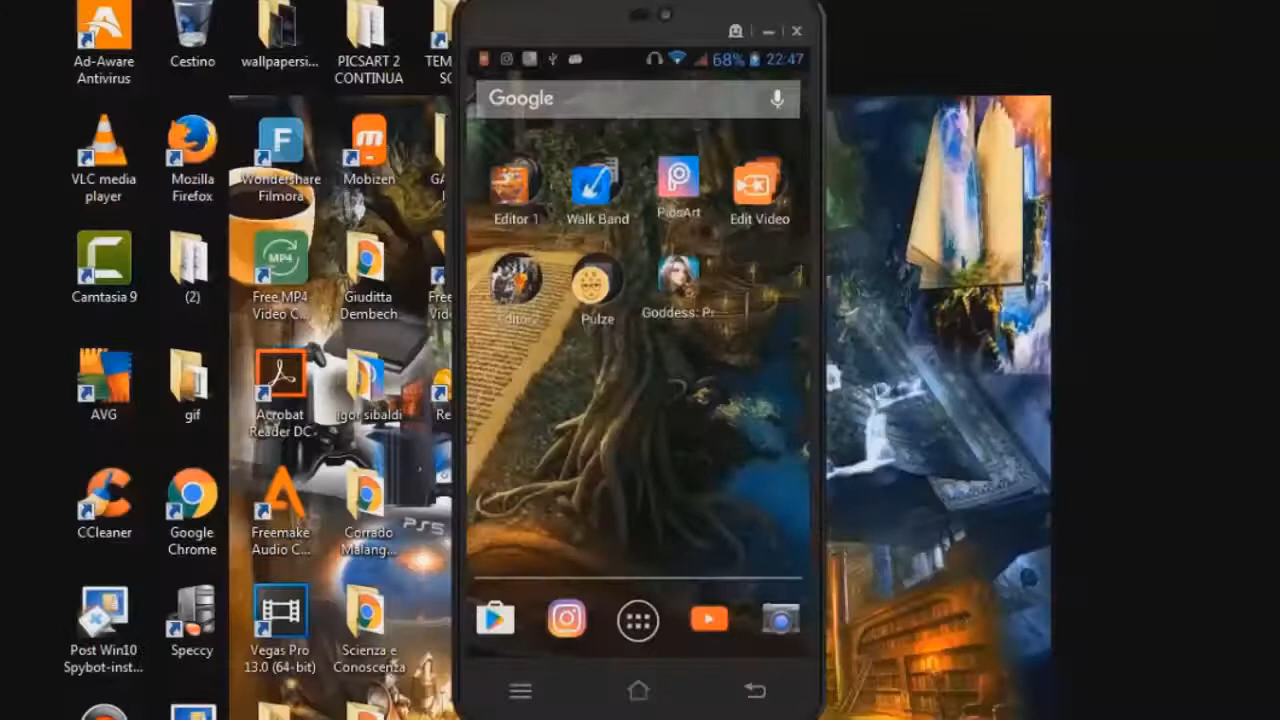 Ad-Aware
Antivirus
Cestino
wallpapersi...
PICSART 2
CONTINUA
VLC media
player
Mozilla
Firefox
Wondershare
Filmora
Mobizen
Camtasia 9
(2)
MP4
Free MP4
Video C...
Giuditta
Dembech...
AVG
gif
Acrobat
Reader DC
Igor sibaldi
CCleaner
Google
Chrome
Freemake
Audio C...
Corrado
Malang...
PS5
Post Win10
Spybot-inst...
Speccy
Vegas Pro
13.0 (64-bit)
Scienza e
Conoscenza
68% 22:47
Google
Editor 1
Walk Band
PicsArt
Edit Video
Pulze
Goddess: Pr